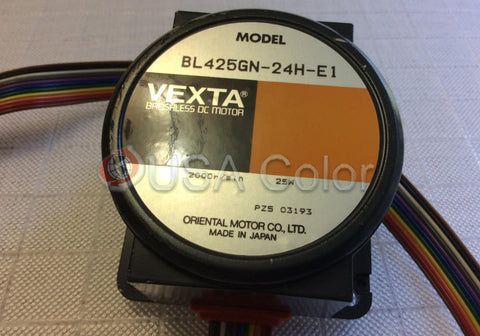 MODEL
BL425GN-24H-E1
VEXTA®
BRUSHLESS DC MOTOR
USA Color
25W
PZ5 03193
ORIENTAL MOTOR CO., LTD.
MADE IN JAPAN